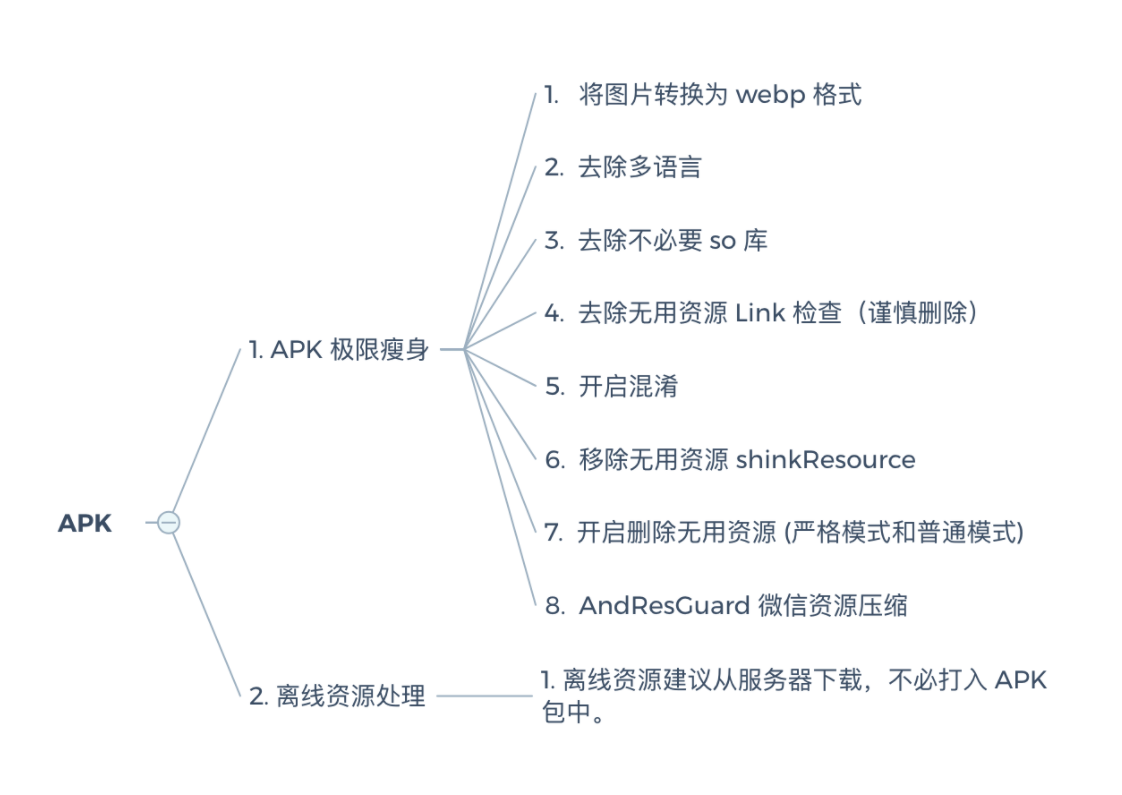 1. 将图片转换为 webp 格式
2. 去除多语言
3. 去除不必要 so 库
4. 去除无用资源 Link 检查（谨慎删除）
1. APK 极限瘦身
5. 开启混淆
6. 移除无用资源 shinkResource
APK
7. 开启删除无用资源 (严格模式和普通模式)
8. AndResGuard 微信资源压缩
2. 离线资源处理
1. 离线资源建议从服务器下载，不必打入 APK
包中。